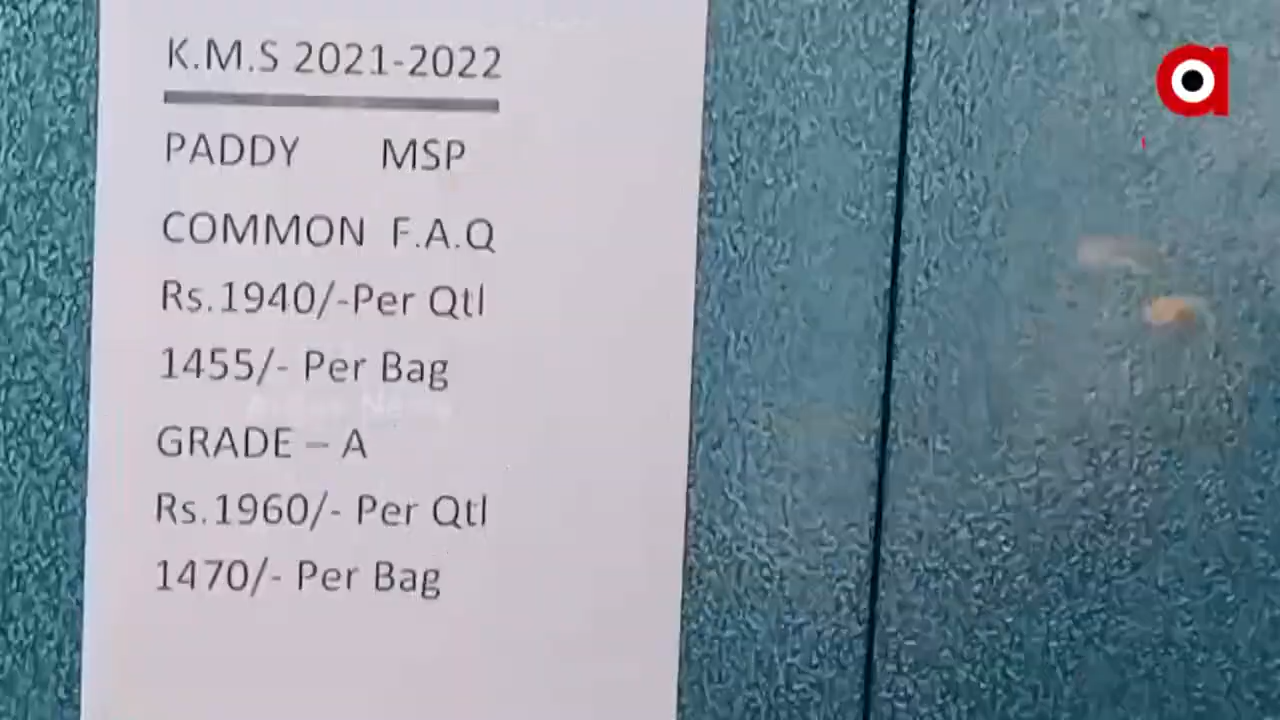 K.M.S 2021-2022
PADDY MSP
COMMON F.A.Q
Rs.1940/-Per Qtl
1455/- Per Bag
GRADE – A
Rs.1960/- Per Qtl
1470/- Per Bag